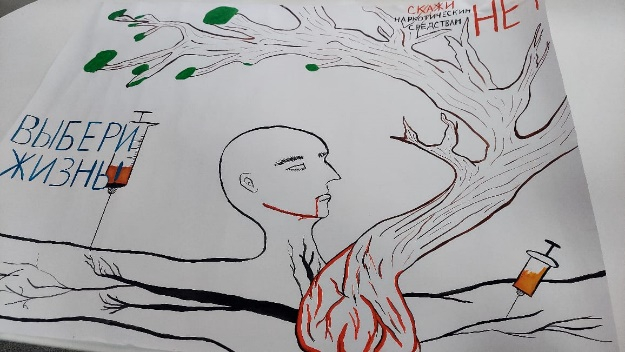 СКАЖИ
НАРКОТИЧЕСКИМ
СРЕДСТВАМ
НЕТ
ВЫБЕРИ
ЖИЗНЬ!